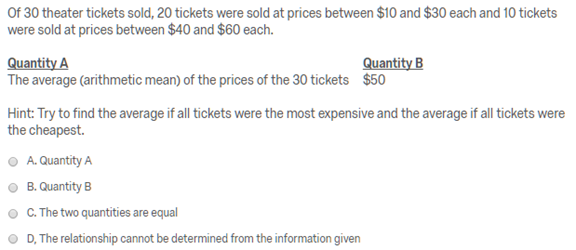 Of 30 theater tickets sold, 20 tickets were sold at prices between $10 and $30 each and 10 tickets
were sold at prices between $40 and $60 each.
Quantity A Quantity B
The average (arithmetic mean) of the prices of the 30 tickets $50
Hint: Try to find the average if all tickets were the most expensive and the average if all tickets were
the cheapest.
A. Quantity A
B. Quantity B
C. The two quantities are equal
D, The relationship cannot be determined from the information given